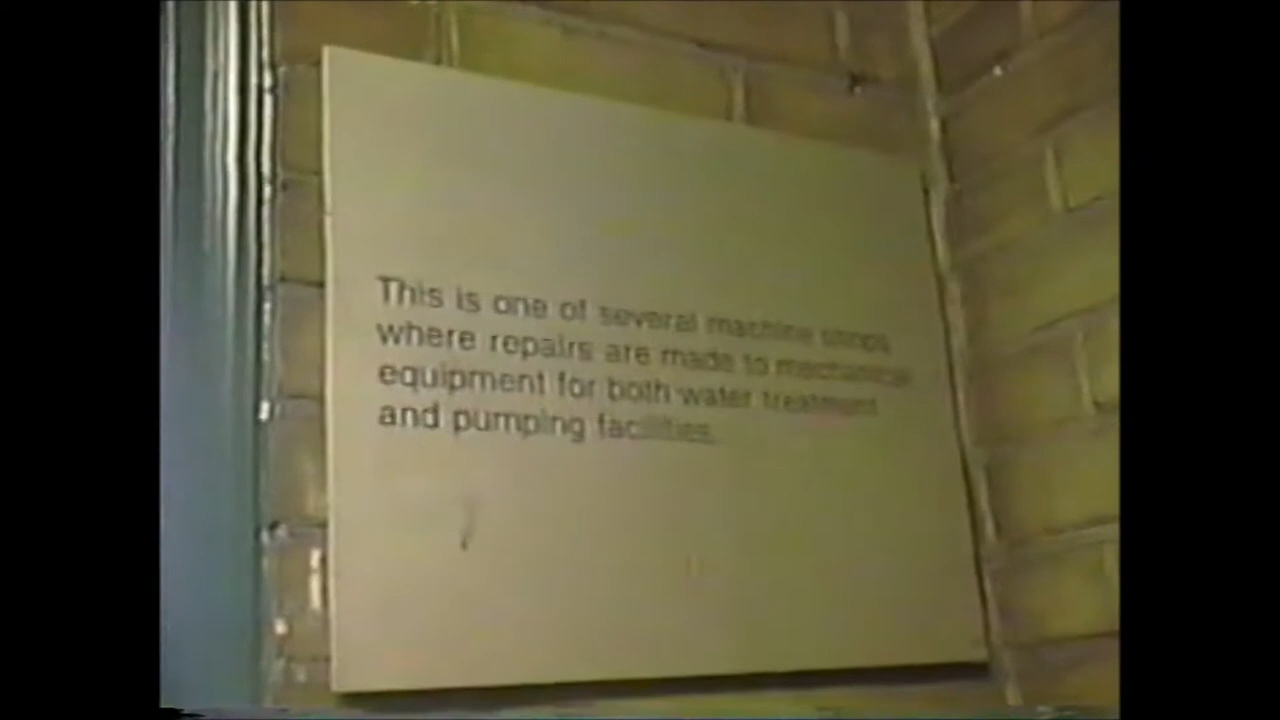 This is one of several machine shops
where repairs are made to mechanical
equipment for both water treatment
and pumping facilities.